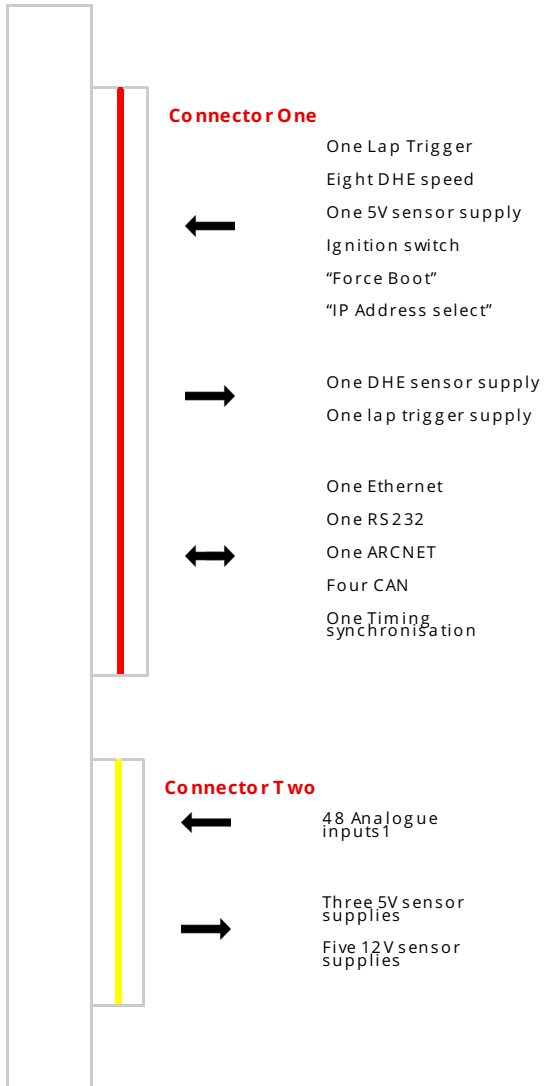 Connector One
One Lap Trigger
Eight DHE speed
One 5V sensor supply
Ignition switch
“Force Boot”
“IP Address select”
One DHE sensor supply
One lap trigger supply
One Ethernet
One RS232
One ARCNET
Four CAN
One Timing
synchronisation
Connector Two
48 Analogue
inputs1
Three 5V sensor
supplies
Five 12V sensor
supplies